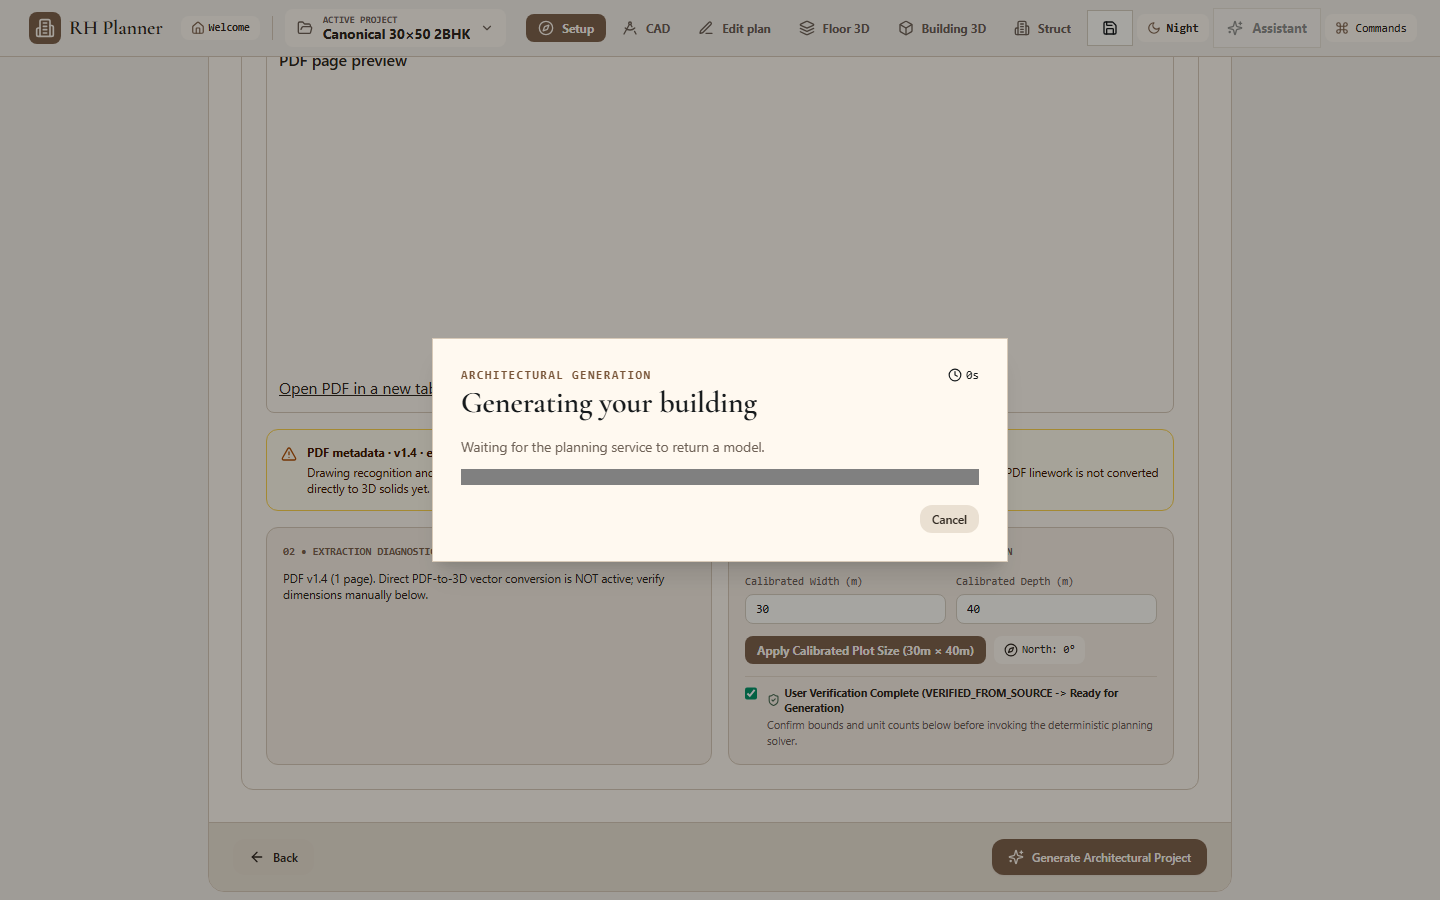 RH Planner
Welcome
ACTIVE PROJECT
Canonical 30×50 2BHK
Setup
CAD
Edit plan
Floor 3D
Building 3D
Struct
Night
Assistant
Commands
PDF page preview
Open PDF in a new tab
ARCHITECTURAL GENERATION
0s
Generating your building
Waiting for the planning service to return a model.
Cancel
PDF metadata · v1.4 ·
Drawing recognition and
PDF linework is not converted
directly to 3D solids yet.
02 • EXTRACTION DIAGNOSTI
PDF v1.4 (1 page). Direct PDF-to-3D vector conversion is NOT active; verify
dimensions manually below.
N
Calibrated Width (m)
Calibrated Depth (m)
30
40
Apply Calibrated Plot Size (30m × 40m)
North: 0°
User Verification Complete (VERIFIED_FROM_SOURCE -> Ready for
Generation)
Confirm bounds and unit counts below before invoking the deterministic planning
solver.
Back
Generate Architectural Project